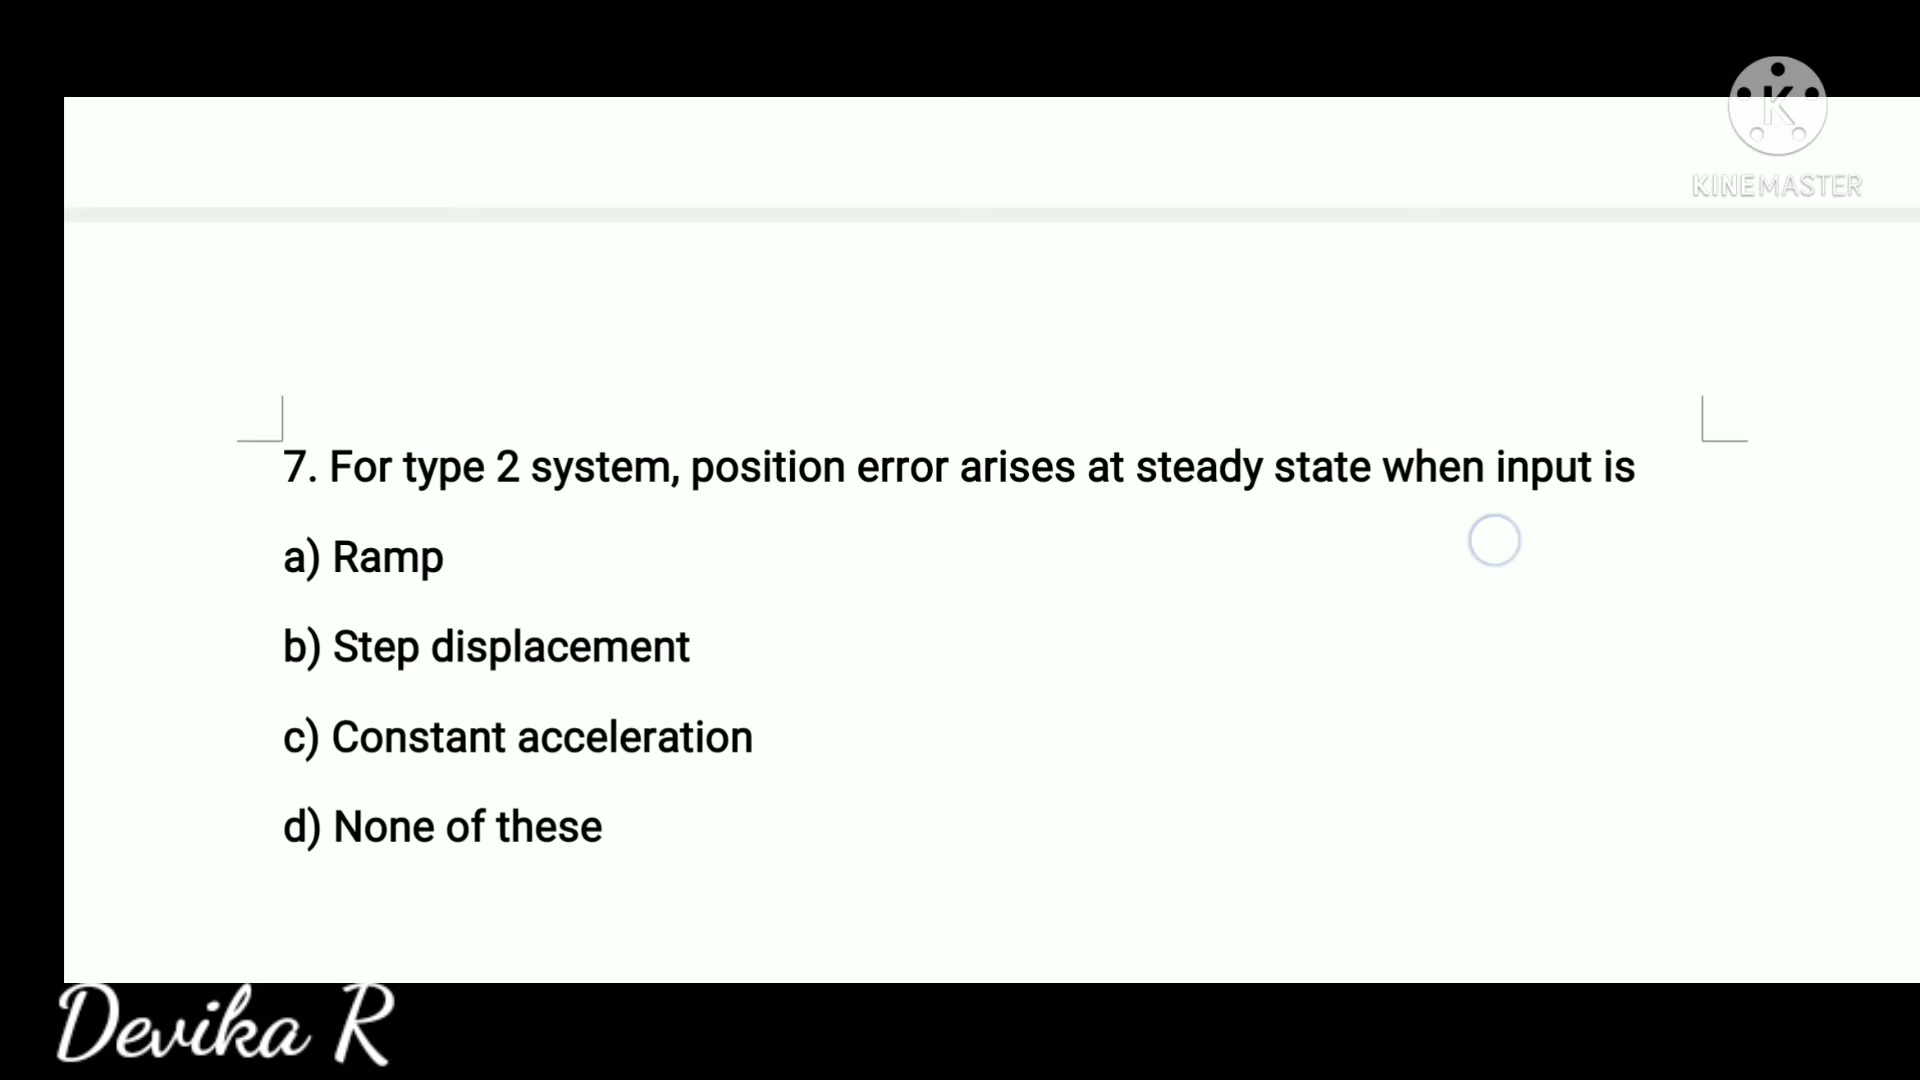 K
KINEMASTER
7. For type 2 system, position error arises at steady state when input is
a) Ramp
b) Step displacement
c) Constant acceleration
d) None of these
Devika R